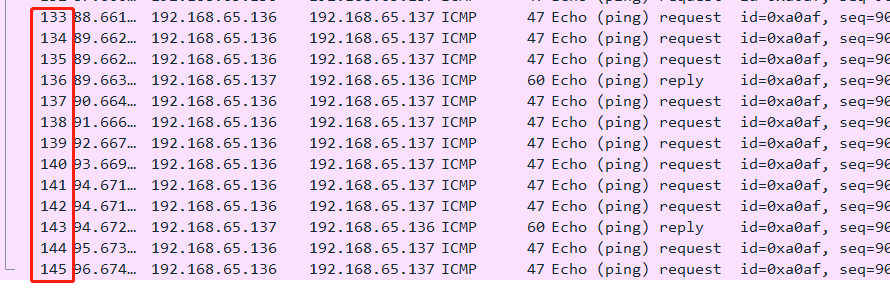 133 88.661… 192.168.65.136 192.168.65.137 ICMP 47 Echo (ping) request id=0xa0af, seq=90
134 89.662… 192.168.65.136 192.168.65.137 ICMP 47 Echo (ping) request id=0xa0af, seq=90
135 89.662… 192.168.65.136 192.168.65.137 ICMP 47 Echo (ping) request id=0xa0af, seq=90
136 89.663… 192.168.65.137 192.168.65.136 ICMP 60 Echo (ping) reply id=0xa0af, seq=90
137 90.664… 192.168.65.136 192.168.65.137 ICMP 47 Echo (ping) request id=0xa0af, seq=90
138 91.666… 192.168.65.136 192.168.65.137 ICMP 47 Echo (ping) request id=0xa0af, seq=90
139 92.667… 192.168.65.136 192.168.65.137 ICMP 47 Echo (ping) request id=0xa0af, seq=90
140 93.669… 192.168.65.136 192.168.65.137 ICMP 47 Echo (ping) request id=0xa0af, seq=90
141 94.671… 192.168.65.136 192.168.65.137 ICMP 47 Echo (ping) request id=0xa0af, seq=90
142 94.671… 192.168.65.136 192.168.65.137 ICMP 47 Echo (ping) request id=0xa0af, seq=90
143 94.672… 192.168.65.137 192.168.65.136 ICMP 60 Echo (ping) reply id=0xa0af, seq=90
144 95.673… 192.168.65.136 192.168.65.137 ICMP 47 Echo (ping) request id=0xa0af, seq=90
145 96.674… 192.168.65.136 192.168.65.137 ICMP 47 Echo (ping) request id=0xa0af, seq=90